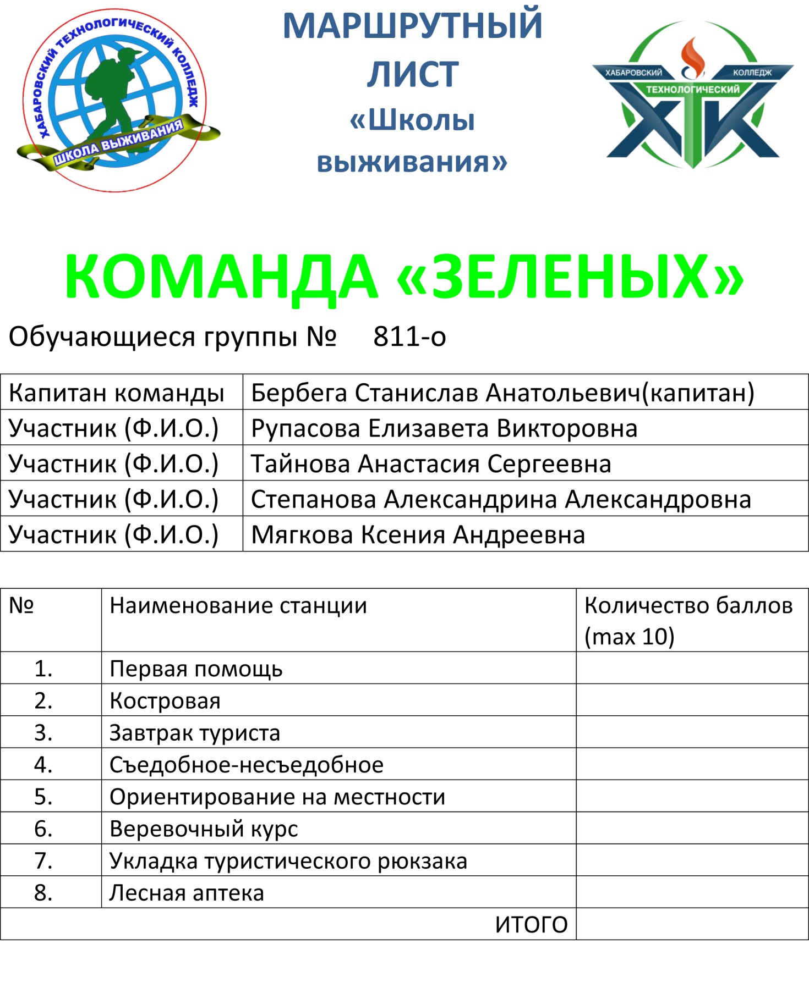 ХАБАРОВСКИЙ ТЕХНОЛОГИЧЕСКИЙ КОЛЛЕДЖ
ШКОЛА ВЫЖИВАНИЯ
МАРШРУТНЫЙ
ЛИСТ
«Школы
выживания»
ХАБАРОВСКИЙ КОЛЛЕДЖ
ТЕХНОЛОГИЧЕСКИЙ
ХТК
КОМАНДА «ЗЕЛЕНЫХ»
Обучающиеся группы № 811-о
Капитан команды Бербега Станислав Анатольевич(капитан)
Участник (Ф.И.О.) Рупасова Елизавета Викторовна
Участник (Ф.И.О.) Тайнова Анастасия Сергеевна
Участник (Ф.И.О.) Степанова Александрина Александровна
Участник (Ф.И.О.) Мягкова Ксения Андреевна
№ Наименование станции Количество баллов
(max 10)
1. Первая помощь
2. Костровая
3. Завтрак туриста
4. Съедобное-несъедобное
5. Ориентирование на местности
6. Веревочный курс
7. Укладка туристического рюкзака
8. Лесная аптека
ИТОГО